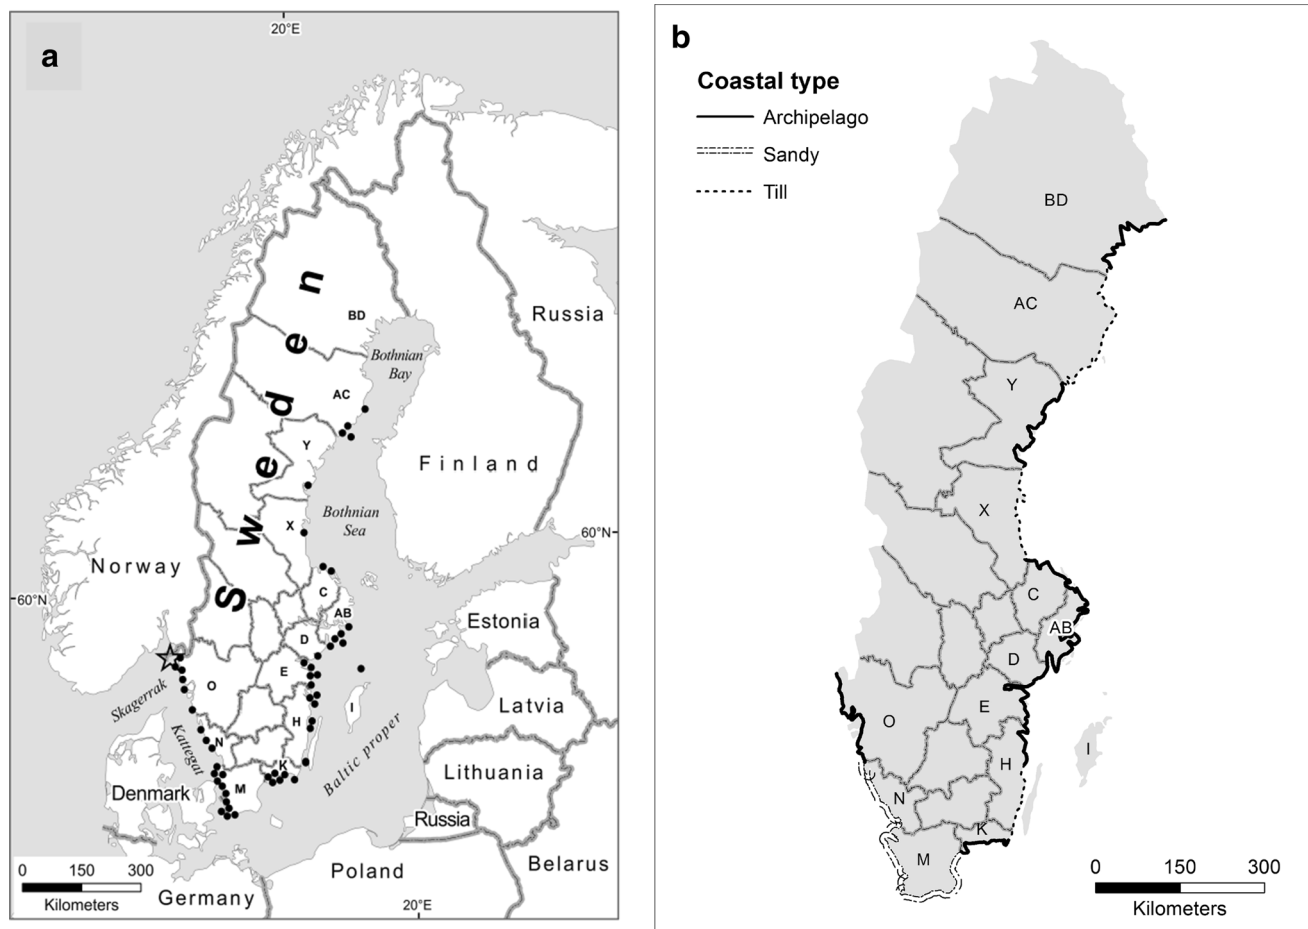 a
20°E
n
BD
Russia
e
Bothnian
Bay
d
AC
Y
Finland
e
Bothnian
Sea
X
w
60°N
Norway
60°N
S
C
AB
Estonia
D
E
O
Skagerrak
I
Latvia
H
N
Kattegat
Baltic proper
K
Lithuania
M
Denmark
Russia
Poland
Belarus
Germany
0 150 300
Kilometers
20°E
b
Coastal type
Archipelago
Sandy
Till
BD
AC
Y
X
C
AB
D
E
O
I
H
N
K
M
0 150 300
Kilometers